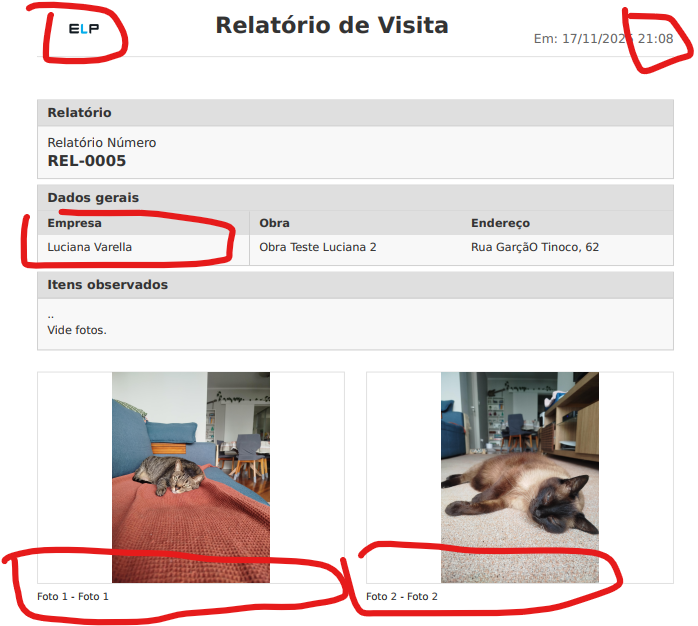 ELP
Relatório de Visita
Em: 17/11/2025 21:08
Relatório
Relatório Número
REL-0005
Dados gerais
Empresa Obra Endereço
Luciana Varella Obra Teste Luciana 2 Rua GarçãO Tinoco, 62
Itens observados
..
Vide fotos.
Foto 1 - Foto 1 Foto 2 - Foto 2